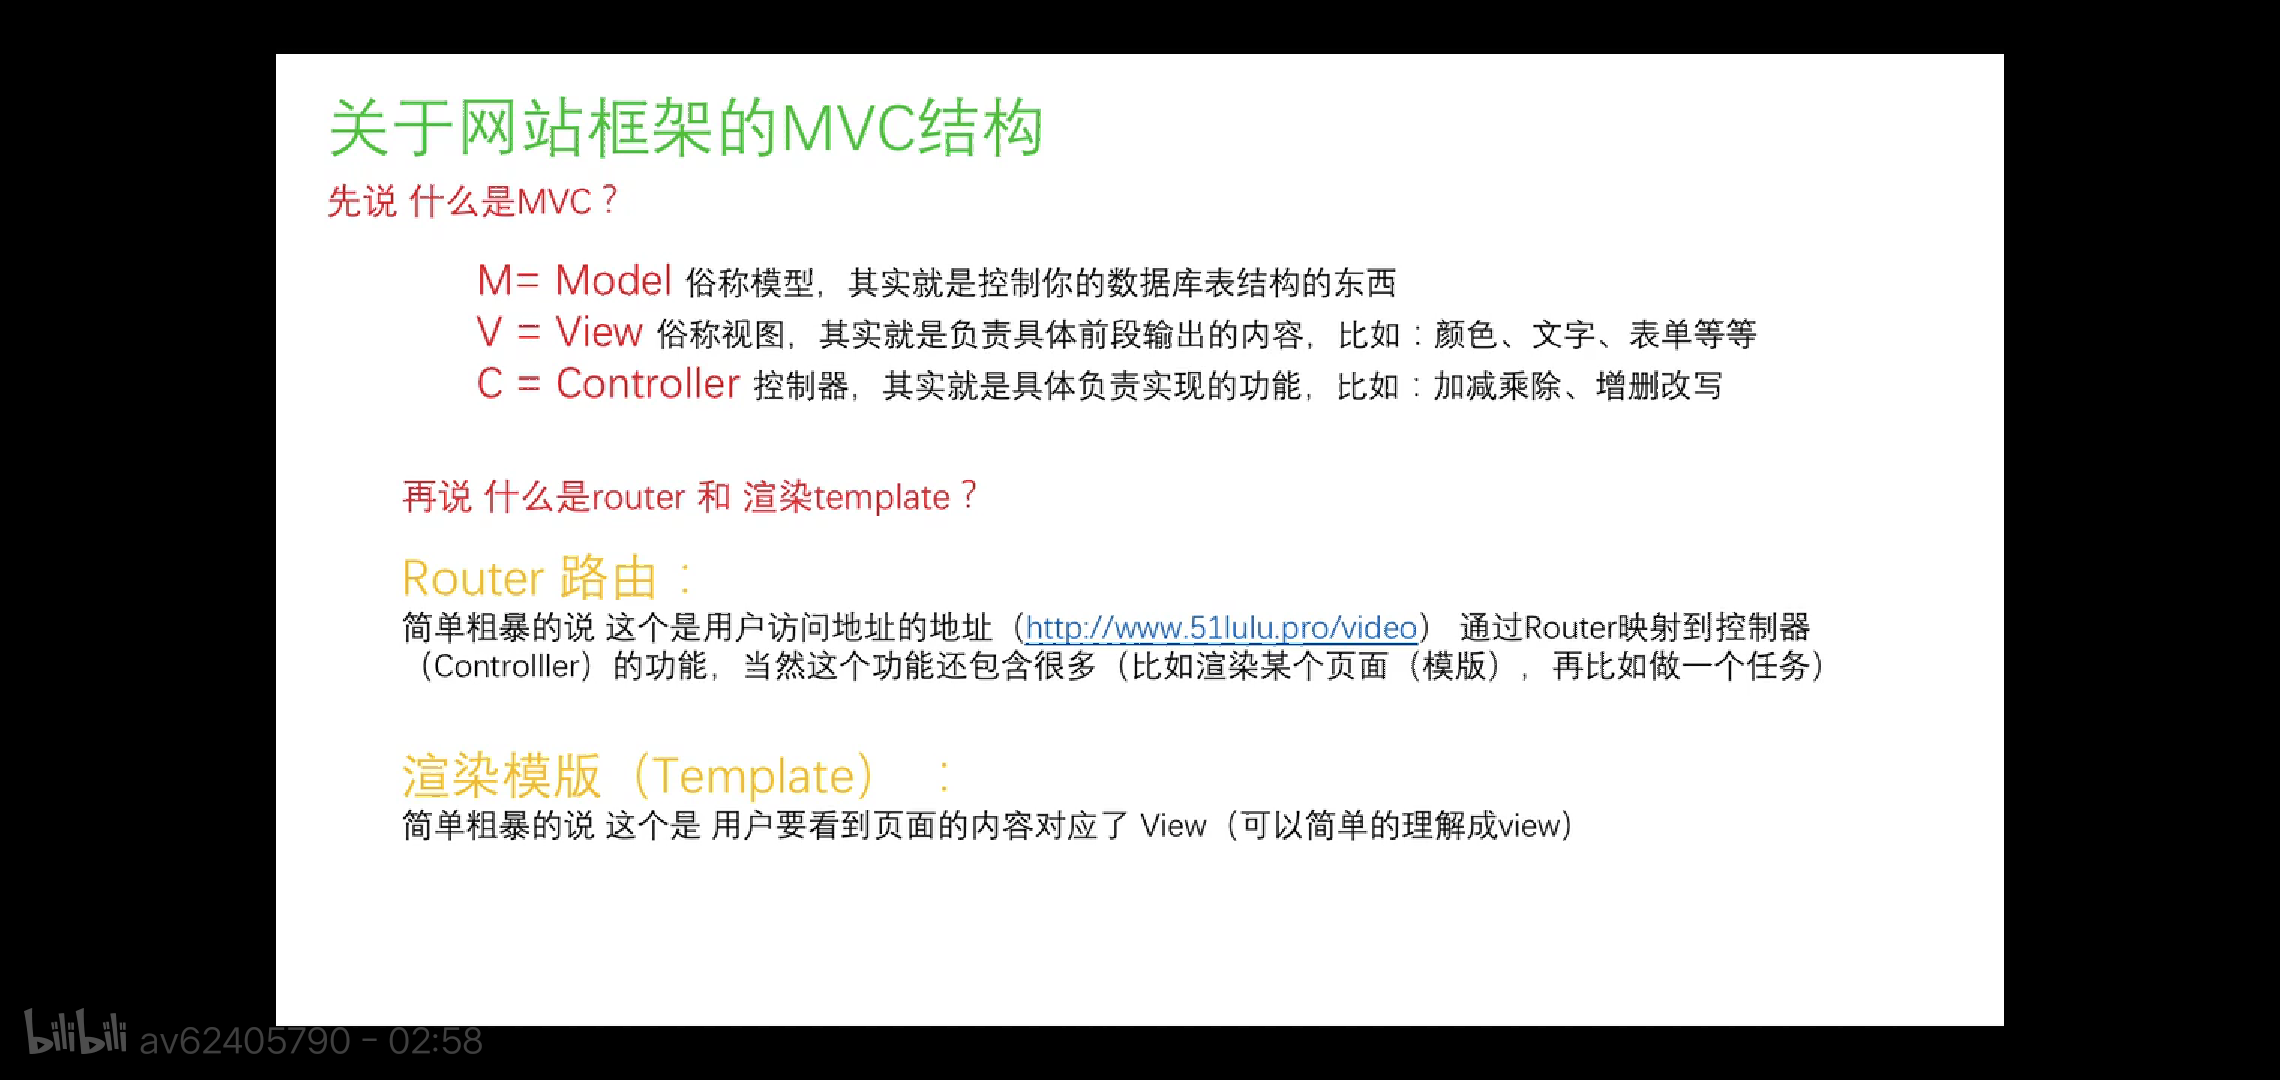 关于网站框架的MVC结构
先说 什么是MVC？
M= Model 俗称模型，其实就是控制你的数据库表结构的东西
V = View 俗称视图，其实就是负责具体前段输出的内容，比如：颜色、文字、表单等等
C = Controller 控制器，其实就是具体负责实现的功能，比如：加减乘除、增删改写
再说 什么是router 和 渲染template？
Router 路由：
简单粗暴的说 这个是用户访问地址的地址（http://www.51lulu.pro/video） 通过Router映射到控制器
（Controlller）的功能，当然这个功能还包含很多（比如渲染某个页面（模版），再比如做一个任务）
渲染模版（Template） ：
简单粗暴的说 这个是 用户要看到页面的内容对应了 View（可以简单的理解成view）
bilibili av62405790 - 02:58